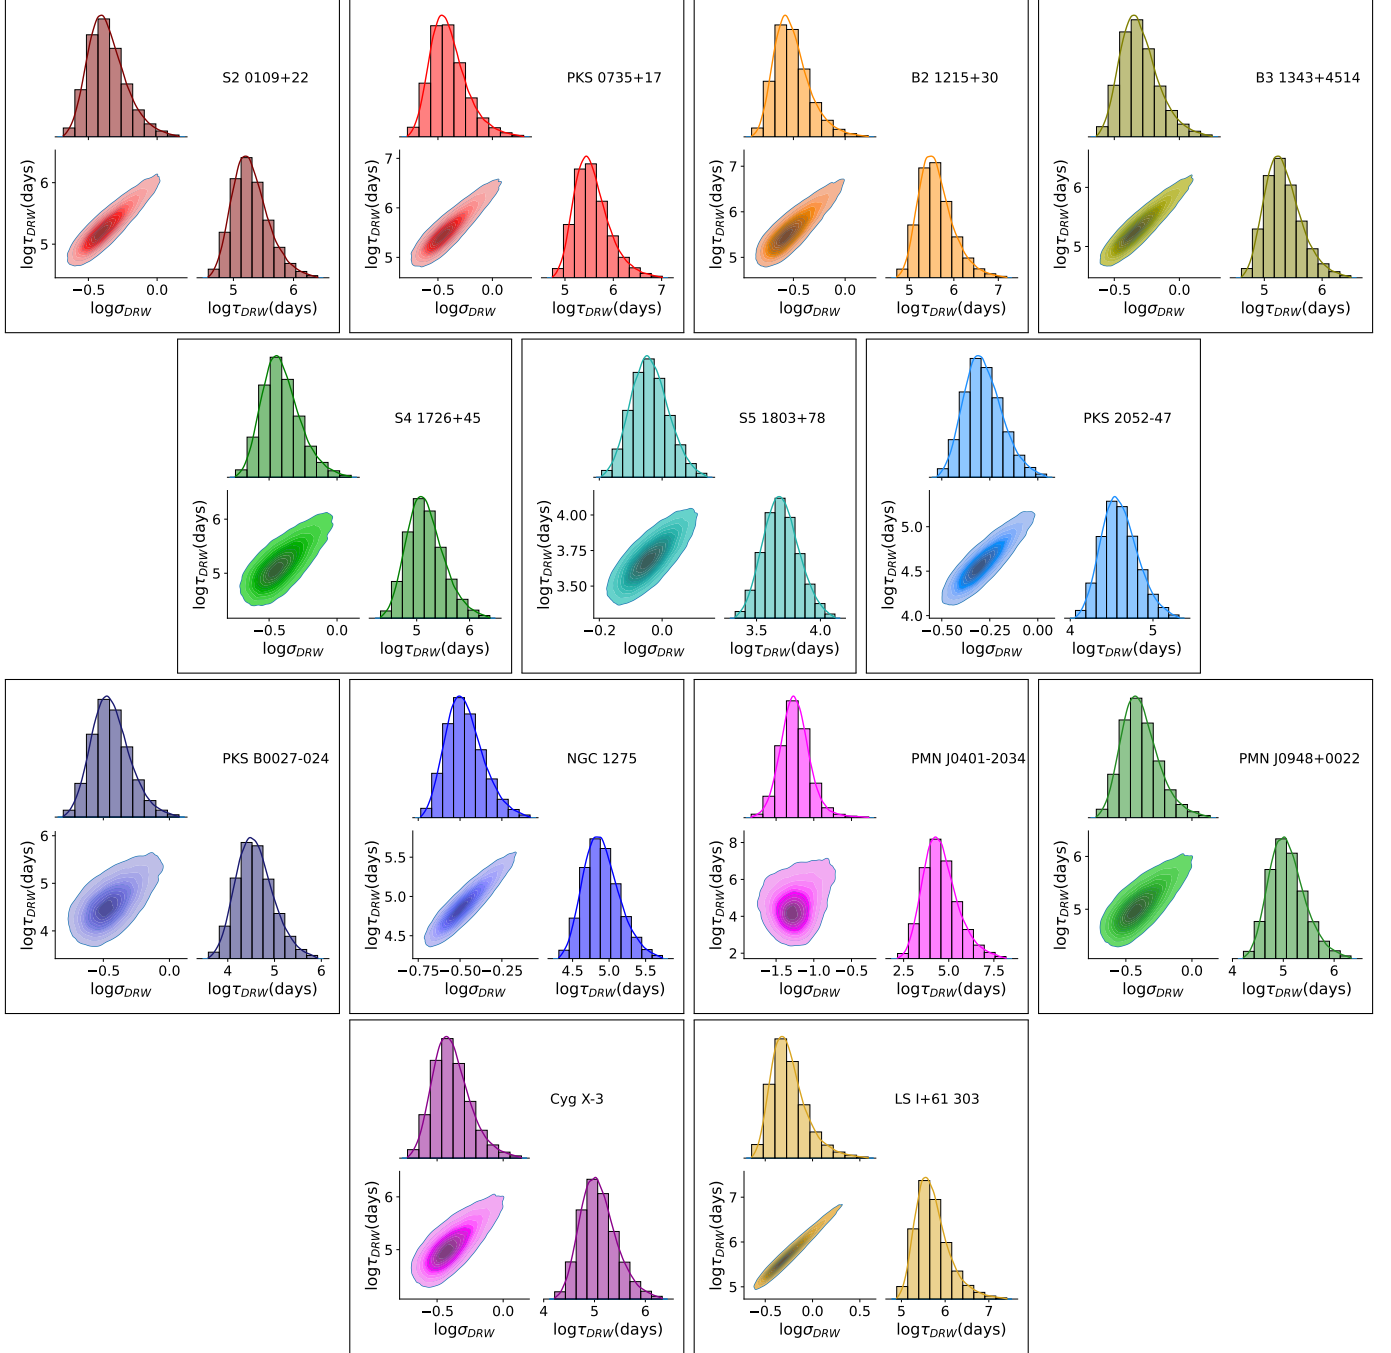 S2 0109+22
logτDRW(days)
6
5
−0.5 0.0
logσDRW
5 6
logτDRW(days)
PKS 0735+17
logτDRW(days)
7
6
5
−0.5 0.0
logσDRW
5 6 7
logτDRW(days)
B2 1215+30
logτDRW(days)
7
6
5
−0.5 0.0
logσDRW
5 6 7
logτDRW(days)
B3 1343+4514
logτDRW(days)
6
5
−0.5 0.0
logσDRW
5 6
logτDRW(days)
S4 1726+45
logτDRW(days)
6
5
−0.5 0.0
logσDRW
5 6
logτDRW(days)
S5 1803+78
logτDRW(days)
4.00
3.75
3.50
−0.2 0.0
logσDRW
3.5 4.0
logτDRW(days)
PKS 2052-47
logτDRW(days)
5.0
4.5
4.0
−0.50 −0.25 0.00
logσDRW
4 5
logτDRW(days)
PKS B0027-024
logτDRW(days)
6
5
4
−0.5 0.0
logσDRW
4 5 6
logτDRW(days)
NGC 1275
logτDRW(days)
5.5
5.0
4.5
−0.75 −0.50 −0.25
logσDRW
4.5 5.0 5.5
logτDRW(days)
PMN J0401-2034
logτDRW(days)
8
6
4
2
−1.5 −1.0 −0.5
logσDRW
2.5 5.0 7.5
logτDRW(days)
PMN J0948+0022
logτDRW(days)
6
5
−0.5 0.0
logσDRW
4 5 6
logτDRW(days)
Cyg X-3
logτDRW(days)
6
5
−0.5 0.0
logσDRW
4 5 6
logτDRW(days)
LS I+61 303
logτDRW(days)
7
6
5
−0.5 0.0 0.5
logσDRW
5 6 7
logτDRW(days)